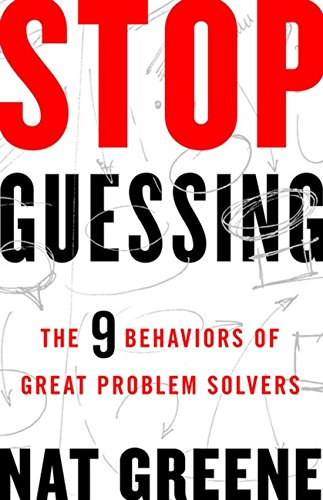 STOP
GUESSING
THE 9 BEHAVIORS OF
GREAT PROBLEM SOLVERS
NAT GREENE